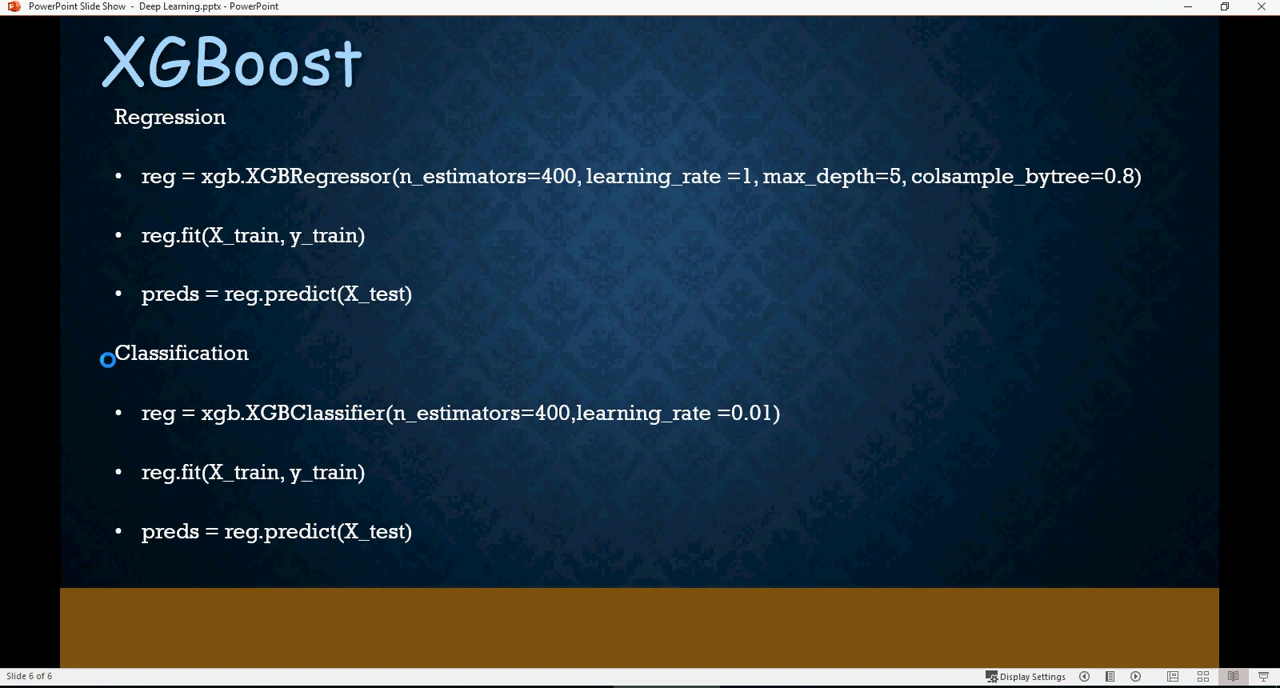 PowerPoint Slide Show - Deep Learning.pptx - PowerPoint
XGBoost
Regression
• reg = xgb.XGBRegressor(n_estimators=400, learning_rate =1, max_depth=5, colsample_bytree=0.8)
• reg.fit(X_train, y_train)
• preds = reg.predict(X_test)
Classification
• reg = xgb.XGBClassifier(n_estimators=400,learning_rate =0.01)
• reg.fit(X_train, y_train)
• preds = reg.predict(X_test)
Slide 6 of 6
Display Settings